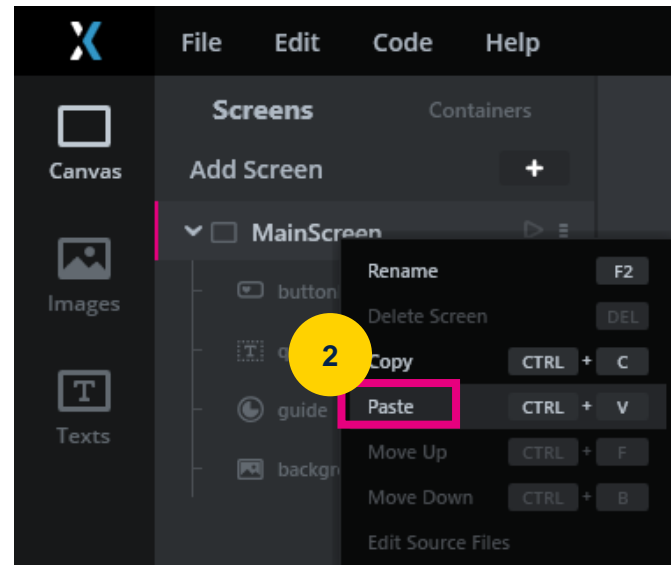 File Edit Code Help
Screens Containers
Canvas
Add Screen +
MainScreen
Rename F2
Images
button
Delete Screen DEL
2
Copy CTRL + C
Paste CTRL + V
guide
Texts
Move Up CTRL + F
backgr
Move Down CTRL + B
Edit Source Files